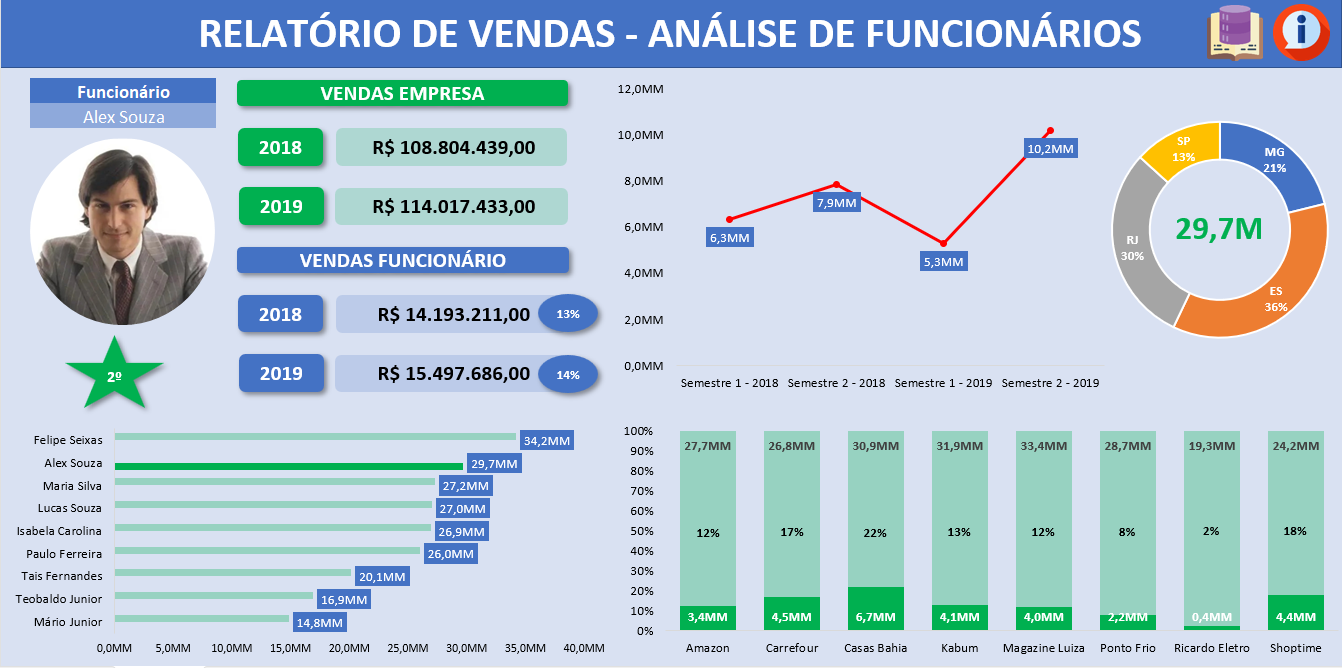 RELATÓRIO DE VENDAS - ANÁLISE DE FUNCIONÁRIOS
i
Funcionário
Alex Souza
2º
VENDAS EMPRESA
2018
R$ 108.804.439,00
2019
R$ 114.017.433,00
VENDAS FUNCIONÁRIO
2018
R$ 14.193.211,00
13%
2019
R$ 15.497.686,00
14%
12,0MM
10,0MM
8,0MM
6,0MM
4,0MM
2,0MM
0,0MM
6,3MM
7,9MM
5,3MM
10,2MM
Semestre 1 - 2018
Semestre 2 - 2018
Semestre 1 - 2019
Semestre 2 - 2019
SP
13%
MG
21%
RJ
30%
ES
36%
29,7M
Felipe Seixas 34,2MM
Alex Souza 29,7MM
Maria Silva 27,2MM
Lucas Souza 27,0MM
Isabela Carolina 26,9MM
Paulo Ferreira 26,0MM
Tais Fernandes 20,1MM
Teobaldo Junior 16,9MM
Mário Junior 14,8MM
0,0MM 5,0MM 10,0MM 15,0MM 20,0MM 25,0MM 30,0MM 35,0MM 40,0MM
100%
90%
80%
70%
60%
50%
40%
30%
20%
10%
0%
27,7MM 26,8MM 30,9MM 31,9MM 33,4MM 28,7MM 19,3MM 24,2MM
12% 17% 22% 13% 12% 8% 2% 18%
3,4MM 4,5MM 6,7MM 4,1MM 4,0MM 2,2MM 0,4MM 4,4MM
Amazon Carrefour Casas Bahia Kabum Magazine Luiza Ponto Frio Ricardo Eletro Shoptime